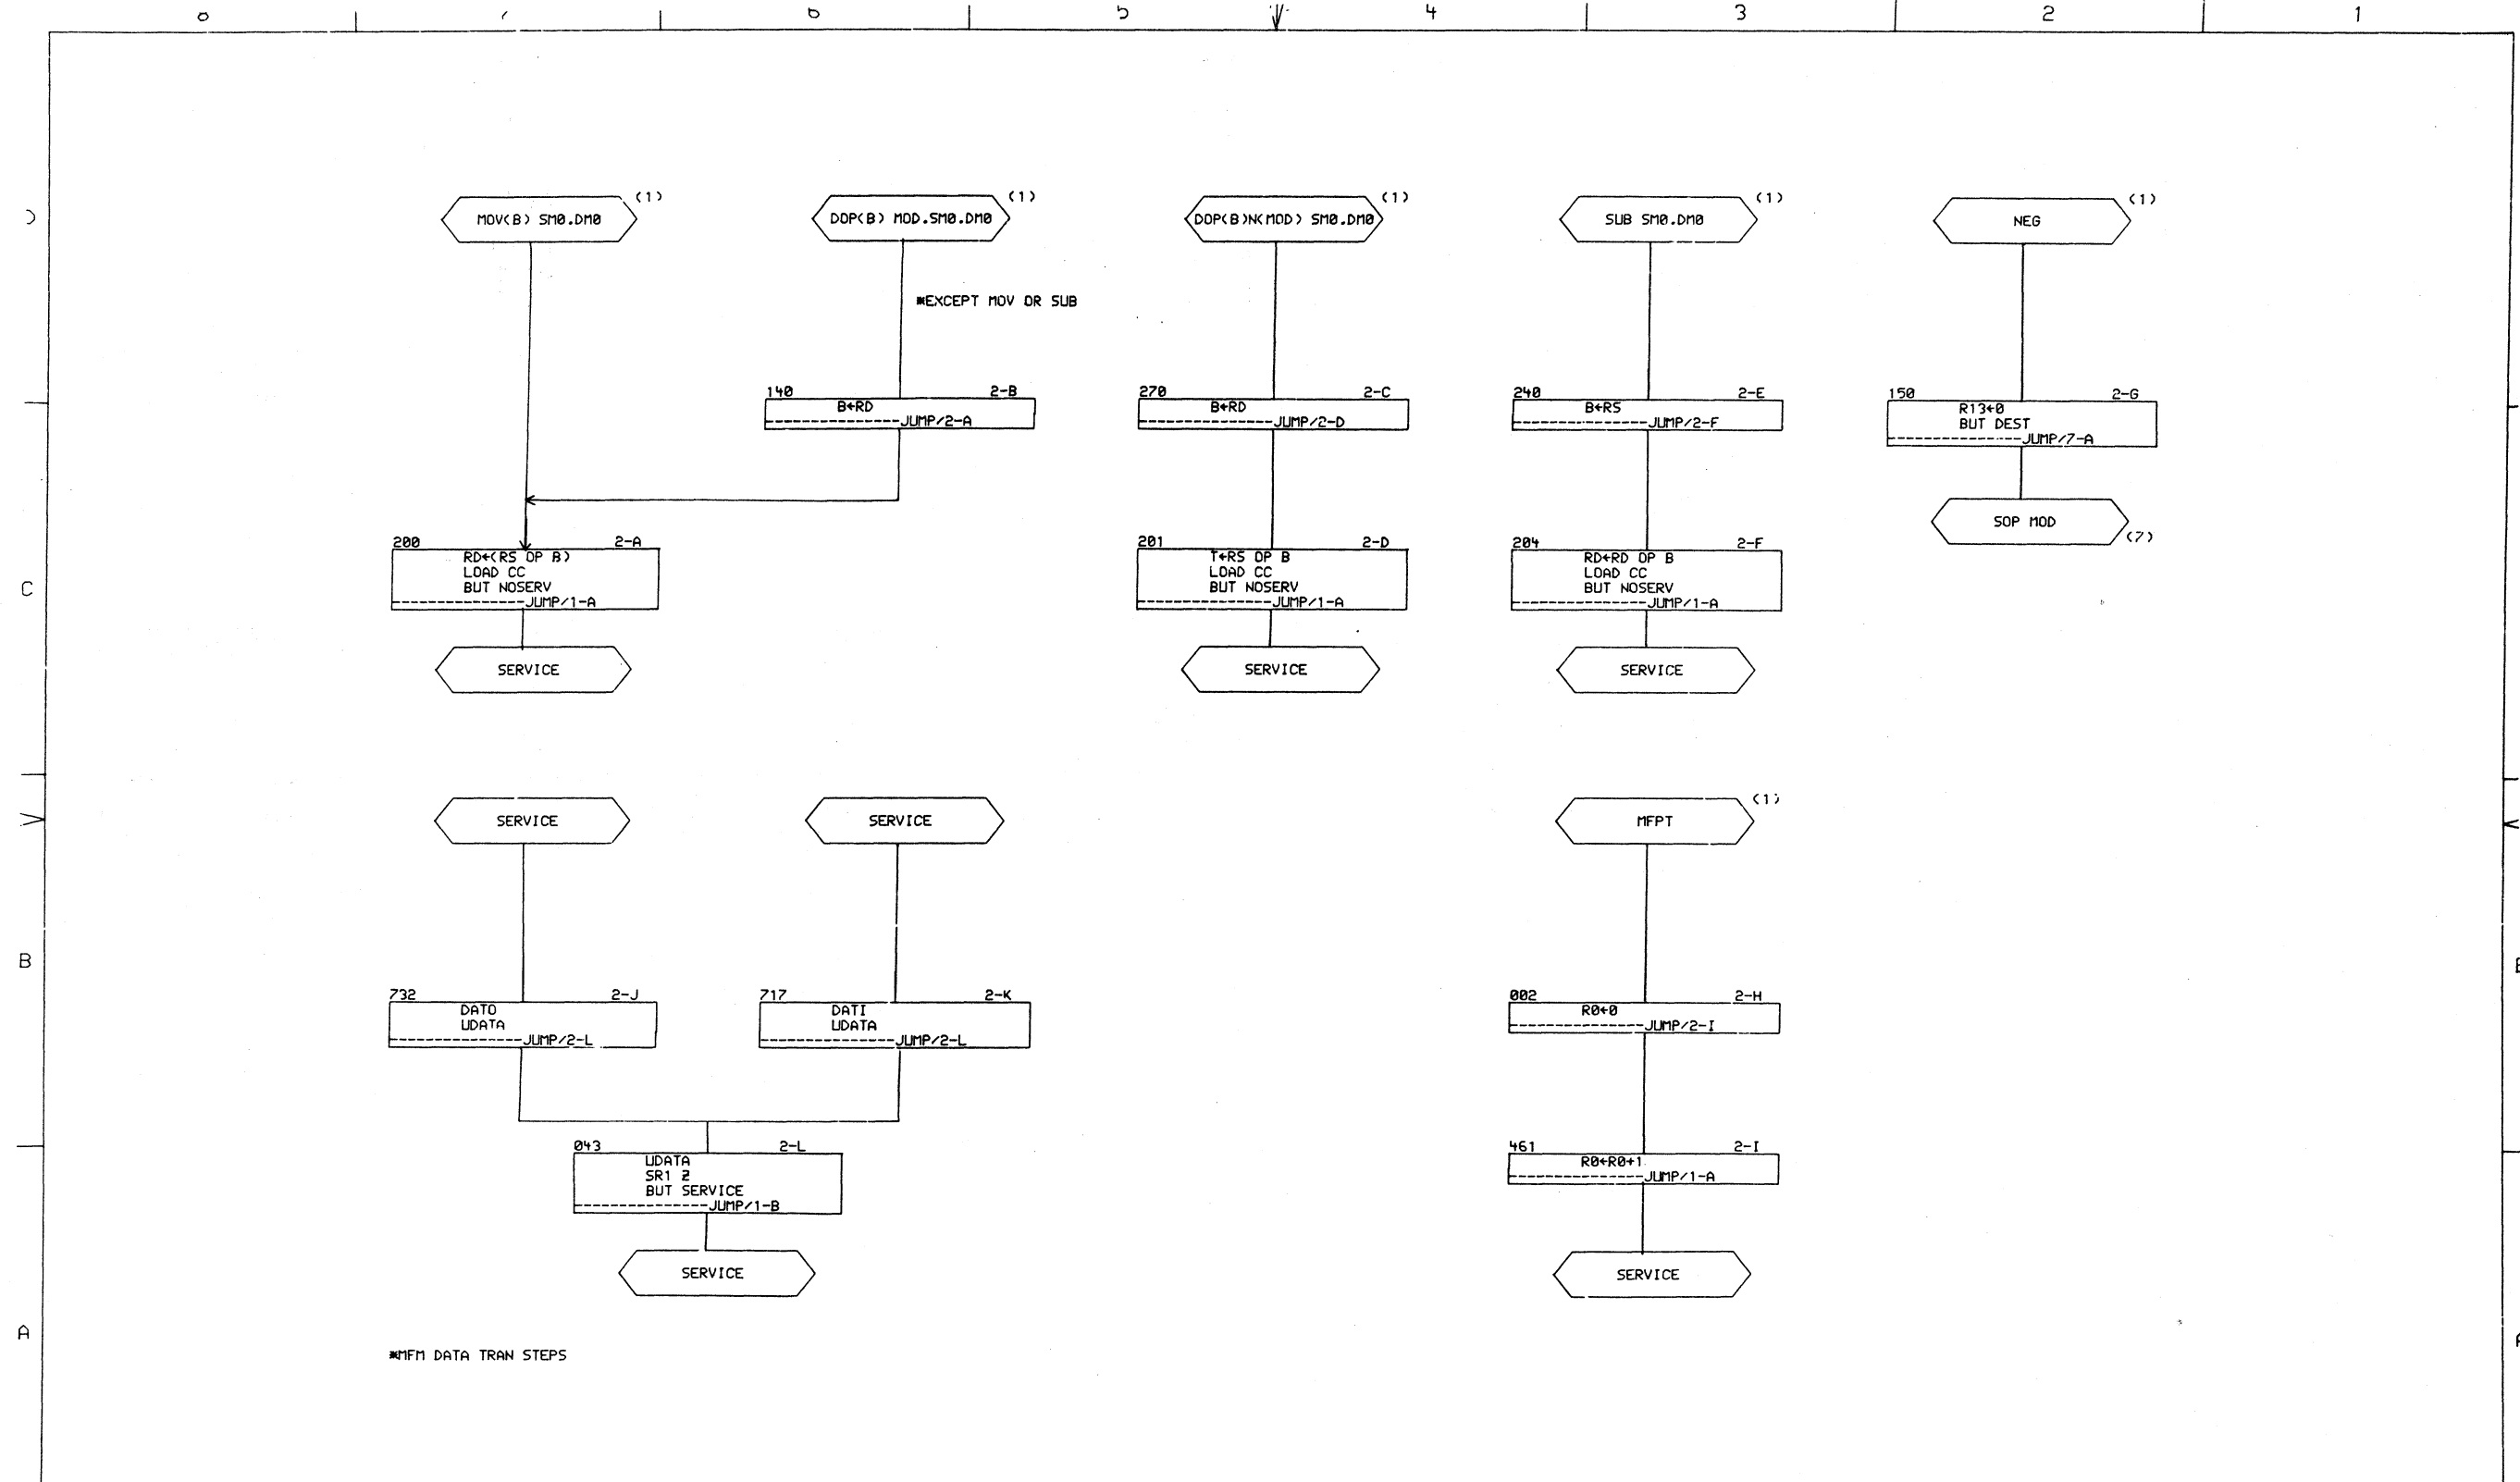 6 5 4 3 2 1
MOV(B) SM0.DM0 (1)
DOP(B) MOD.SM0.DM0 (1)
DOP(B)N(MOD) SM0.DM0 (1)
SUB SM0.DM0 (1)
NEG (1)
*EXCEPT MOV OR SUB
140 2-B
B←RD
--------------JUMP/2-A
270 2-C
B←RD
--------------JUMP/2-D
240 2-E
B←RS
--------------JUMP/2-F
150 2-G
R13←0
BUT DEST
--------------JUMP/7-A
SOP MOD
(7)
C
200 2-A
RD←(RS OP B)
LOAD CC
BUT NOSERV
--------------JUMP/1-A
201 2-D
T←RS OP B
LOAD CC
BUT NOSERV
--------------JUMP/1-A
204 2-F
RD←RD OP B
LOAD CC
BUT NOSERV
--------------JUMP/1-A
SERVICE
SERVICE
SERVICE
SERVICE
SERVICE
MFPT (1)
B
732 2-J
DATO
UDATA
--------------JUMP/2-L
717 2-K
DATI
UDATA
--------------JUMP/2-L
002 2-H
R0←0
--------------JUMP/2-I
043 2-L
UDATA
SR1 2
BUT SERVICE
--------------JUMP/1-B
461 2-I
R0←R0+1
--------------JUMP/1-A
SERVICE
SERVICE
A
*MFM DATA TRAN STEPS